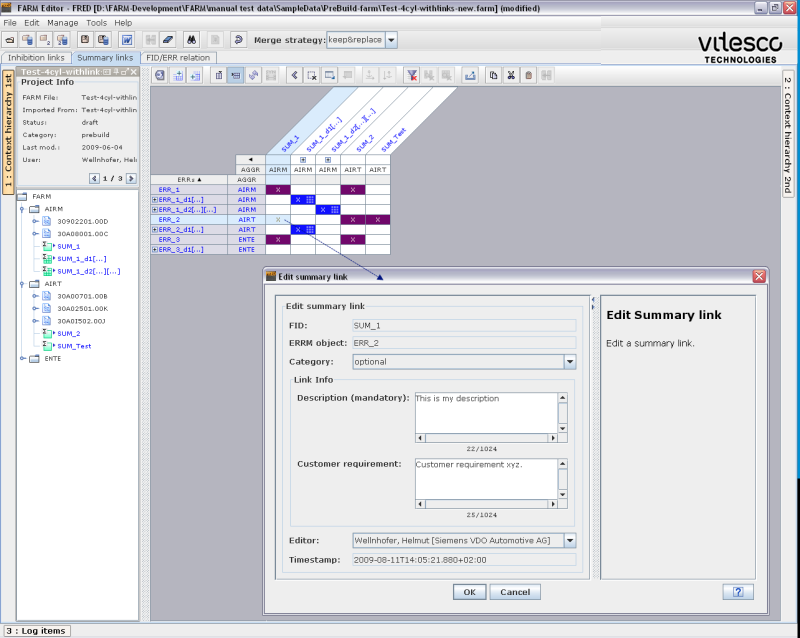 FARM Editor - FRED [D:\FARM-Development/FARM\manual test data\SampleData\PreBuild-farm\Test-4cyl-withlinks-new.farm] (modified)
File Edit Manage Tools Help
Merge strategy: keep&replace
vitesco
TECHNOLOGIES
Inhibition links Summary links FID/ERR relation
1 : Context hierarchy 1st
2 : Context hierarchy 2nd
Test-4cyl-withlink
Project Info
FARM File: Test-4cyl-withlin
Imported From: Test-4cyl-withlin
Status: draft
Category: prebuild
Last mod.: 2009-06-04
User: Wellnhofer, Hel
1 / 3
FARM
AIRM
30902201.00D
30A08001.00C
SUM_1
SUM_1_d1[...]
SUM_1_d2[...][...]
AIRT
30A00701.00B
30A02501.00K
30A0I502.00J
SUM_2
SUM_Test
ENTE
SUM_1
SUM_1_d1[...]
SUM_1_d2[...][...]
SUM_2
SUM_Test
AGGR AIRM AIRM AIRM AIRT AIRT
ERRs AGGR
ERR_1 AIRM X X
ERR_1_d1[...] AIRM X
ERR_1_d2[...][...] AIRM X
ERR_2 AIRT X X X
ERR_2_d1[...] AIRT X
ERR_3 ENTE X X
ERR_3_d1[...] ENTE
Edit summary link
Edit summary link
FID: SUM_1
ERRM object: ERR_2
Category: optional
Link Info
Description (mandatory): This is my description
22/1024
Customer requirement: Customer requirement xyz.
25/1024
Editor: Wellnhofer, Helmut [Siemens VDO Automotive AG]
Timestamp: 2009-08-11T14:05:21.880+02:00
Edit Summary link
Edit a summary link.
OK Cancel ?
3 : Log items